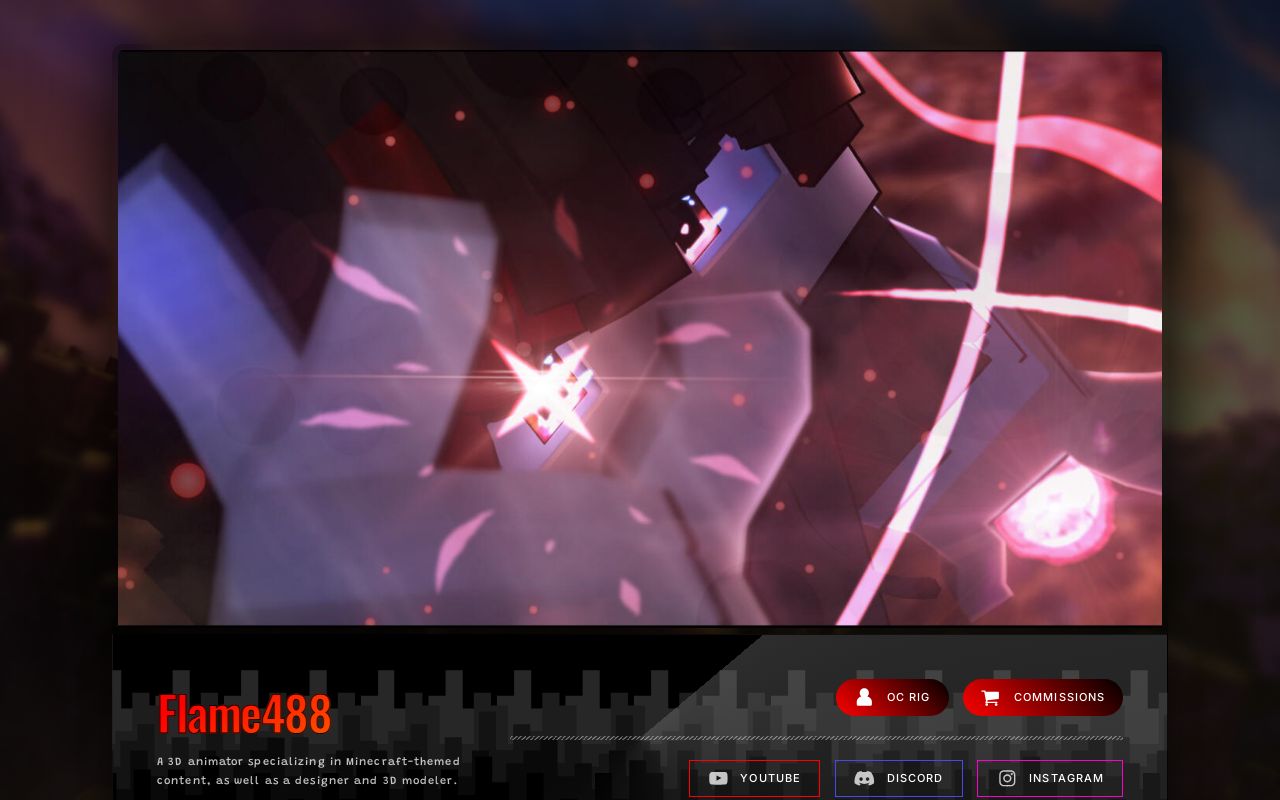 Flame488
A 3D animator specializing in Minecraft-themed
content, as well as a designer and 3D modeler.
OC RIG
COMMISSIONS
YOUTUBE
DISCORD
INSTAGRAM